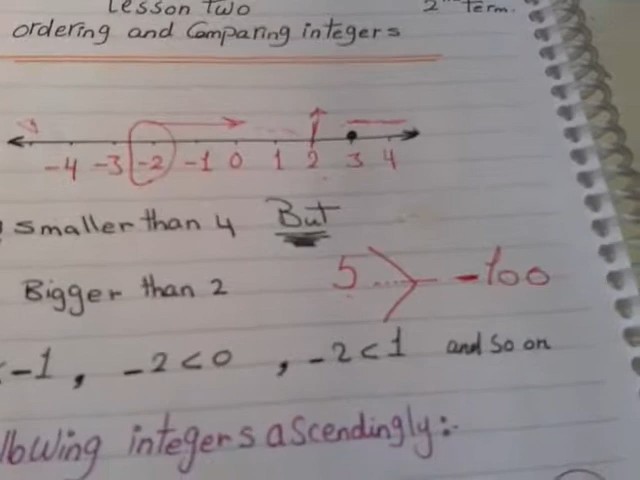 Lesson Two 2nd Term.
ordering and Comparing integers
-4 -3 -2 -1 0 1 2 3 4
smaller than 4 But
Bigger than 2 5 > -100
-1 , -2 < 0 , -2 < 1 and so on
integers ascendingly:-